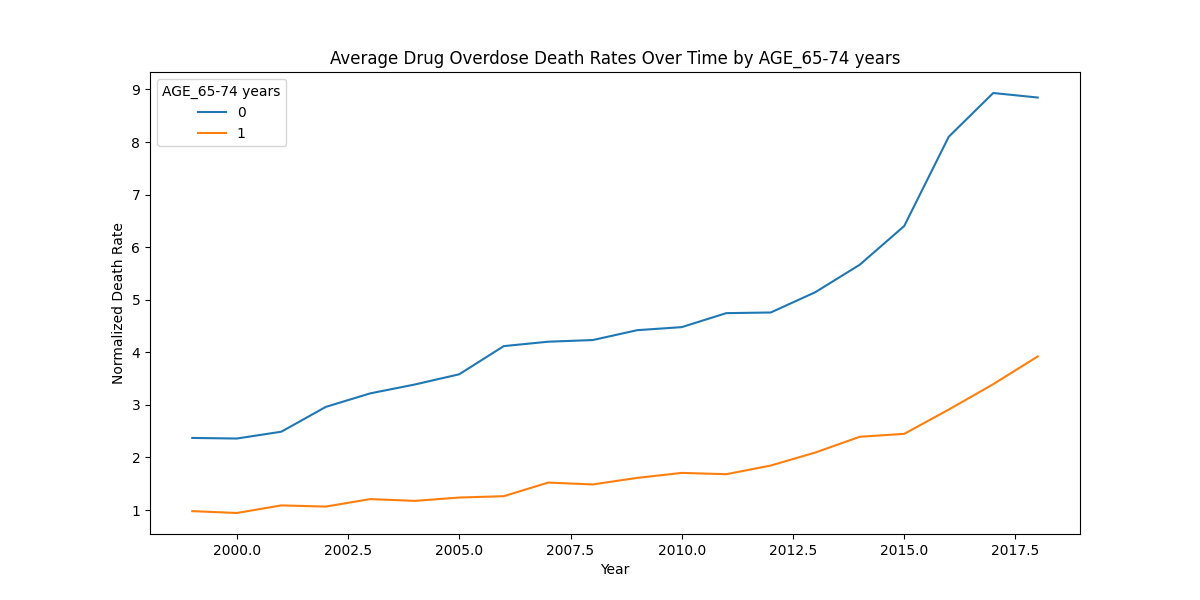 Average Drug Overdose Death Rates Over Time by AGE_65-74 years
AGE_65-74 years
0
1
9
8
7
6
5
4
3
2
1
Normalized Death Rate
2000.0 2002.5 2005.0 2007.5 2010.0 2012.5 2015.0 2017.5
Year